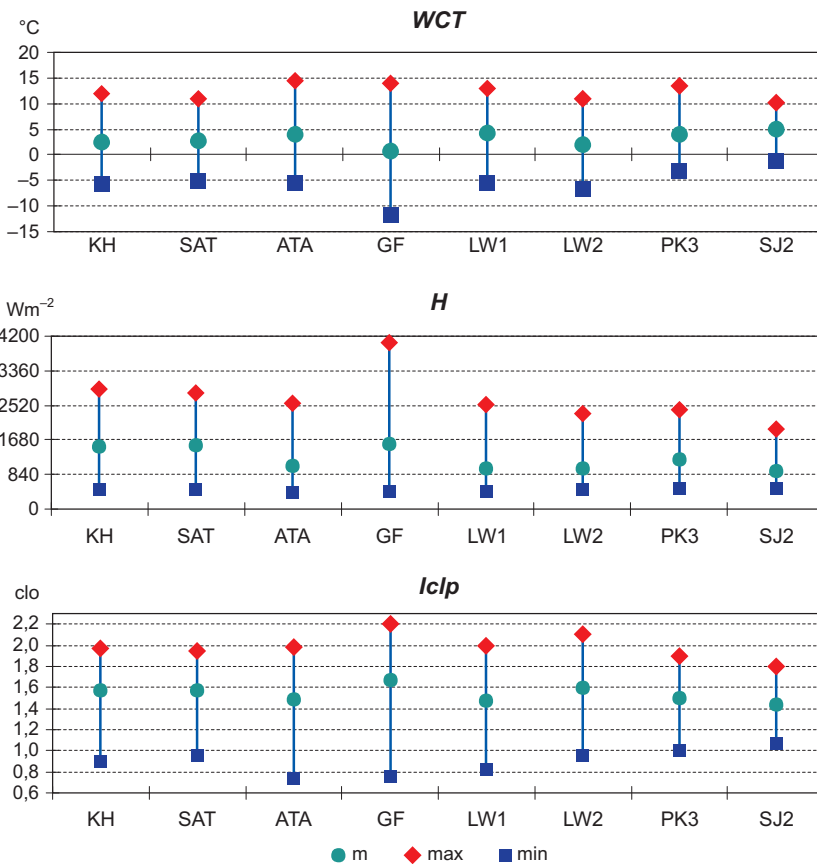 WCT
°C
20
15
10
5
0
–5
–10
–15
KH SAT ATA GF LW1 LW2 PK3 SJ2
H
Wm–2
4200
3360
2520
1680
840
0
KH SAT ATA GF LW1 LW2 PK3 SJ2
Iclp
clo
2,2
2,0
1,8
1,6
1,4
1,2
1,0
0,8
0,6
KH SAT ATA GF LW1 LW2 PK3 SJ2
m max min